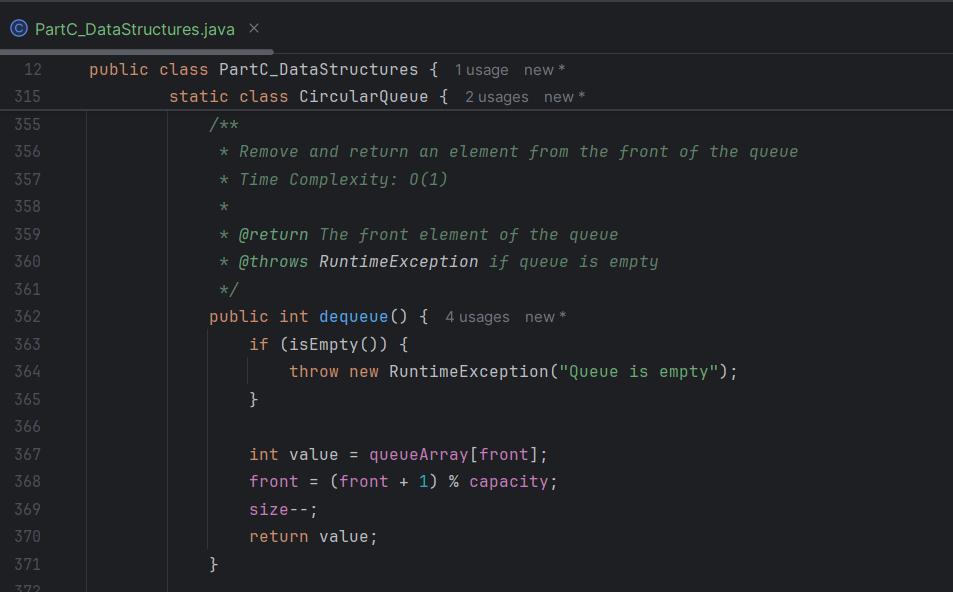 PartC_DataStructures.java
12 public class PartC_DataStructures { 1 usage new *
315 static class CircularQueue { 2 usages new *
355 /**
356 * Remove and return an element from the front of the queue
357 * Time Complexity: O(1)
358 *
359 * @return The front element of the queue
360 * @throws RuntimeException if queue is empty
361 */
362 public int dequeue() { 4 usages new *
363 if (isEmpty()) {
364 throw new RuntimeException("Queue is empty");
365 }
366
367 int value = queueArray[front];
368 front = (front + 1) % capacity;
369 size--;
370 return value;
371 }
372